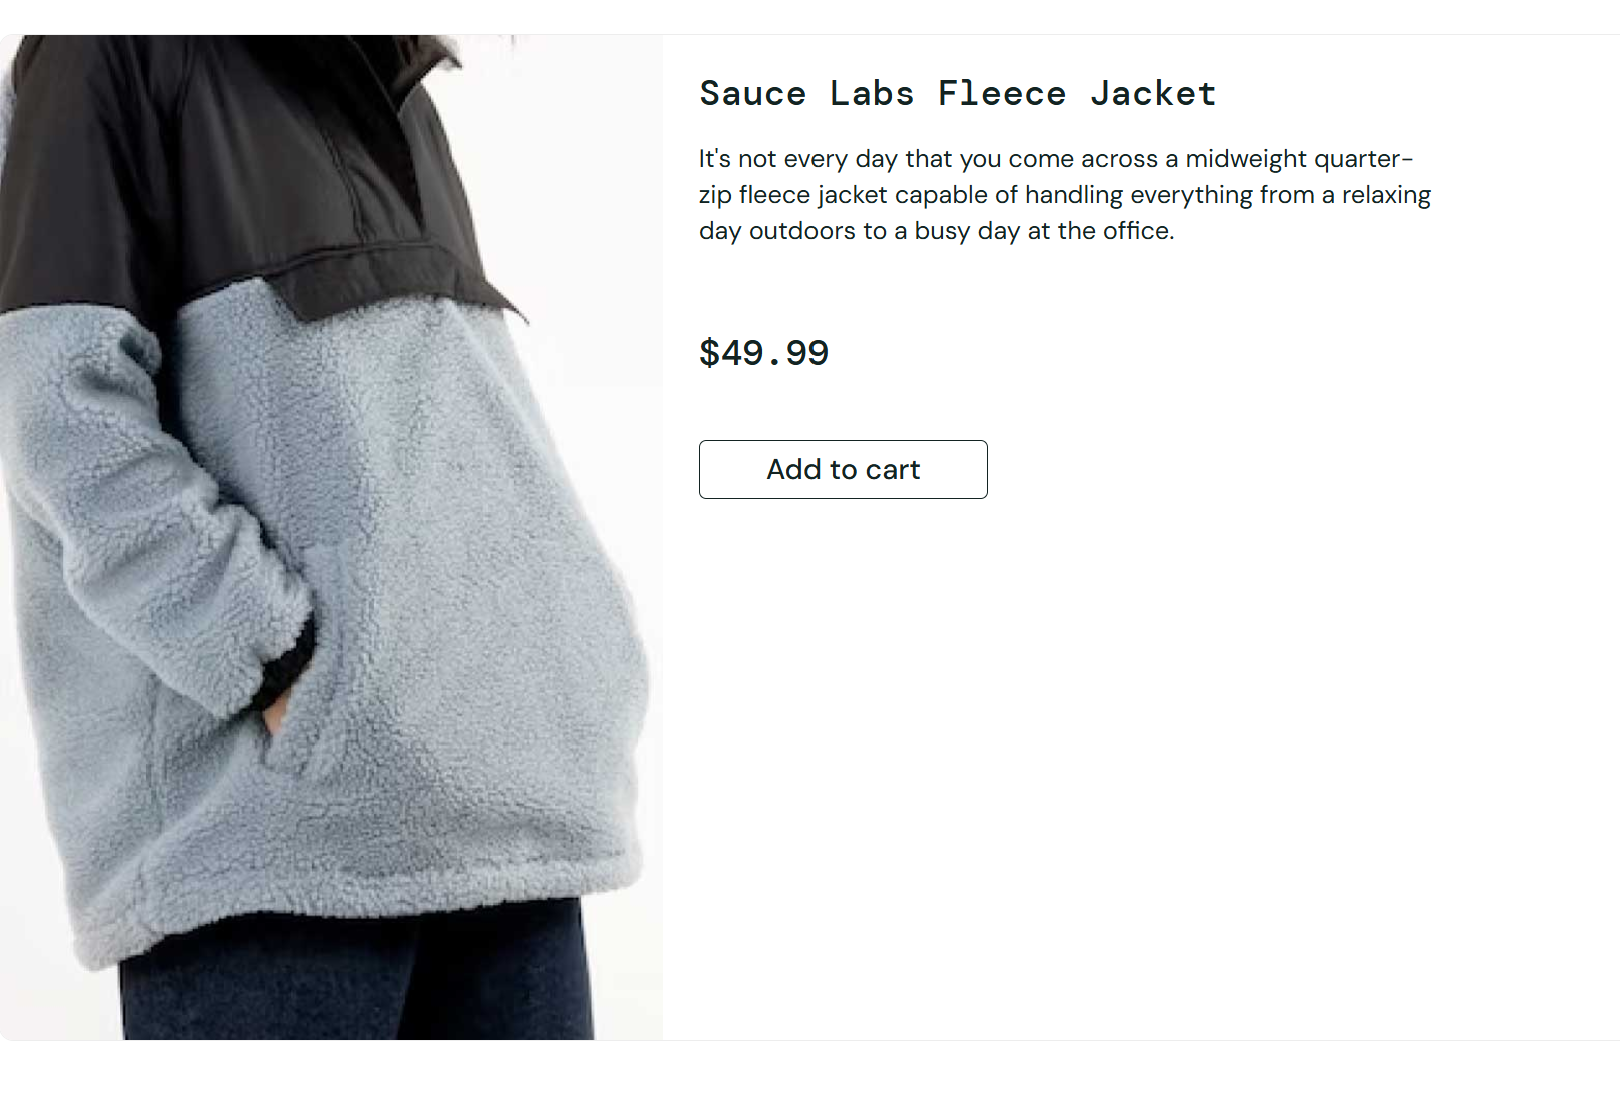 Sauce Labs Fleece Jacket
It's not every day that you come across a midweight quarter-
zip fleece jacket capable of handling everything from a relaxing
day outdoors to a busy day at the office.
$49.99
Add to cart